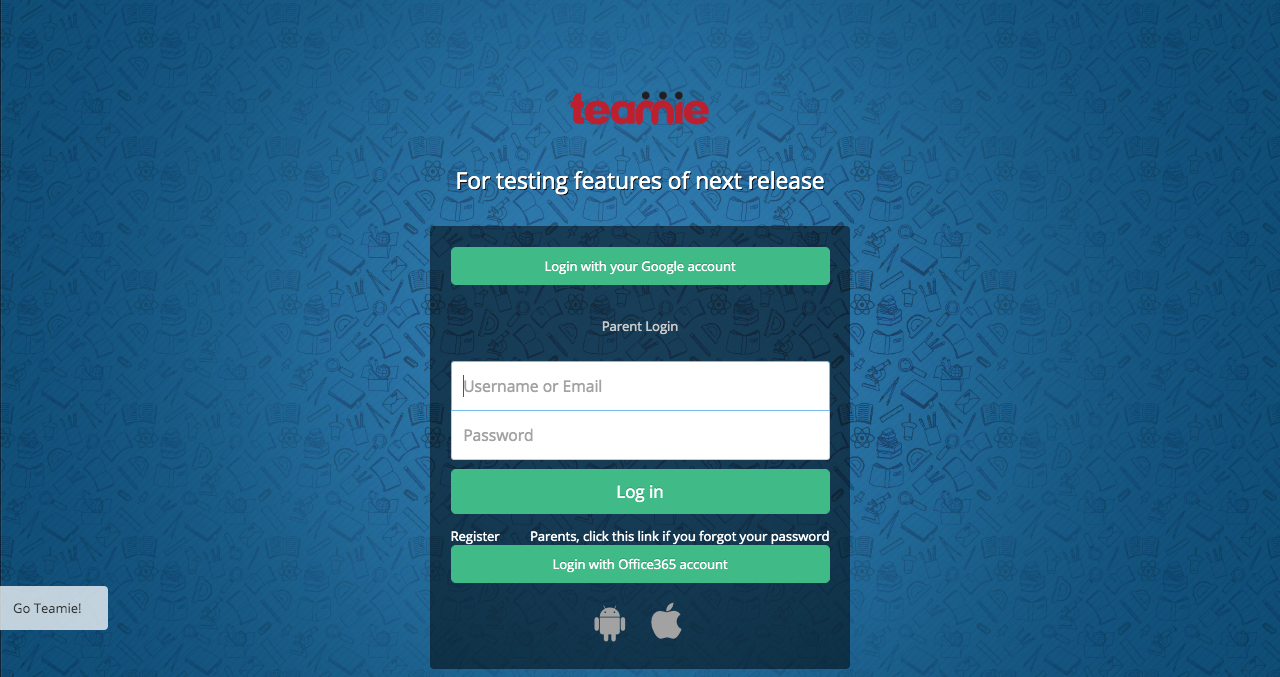 teamie
For testing features of next release
Login with your Google account
Parent Login
Username or Email
Password
Log in
Register Parents, click this link if you forgot your password
Login with Office365 account
Go Teamie!